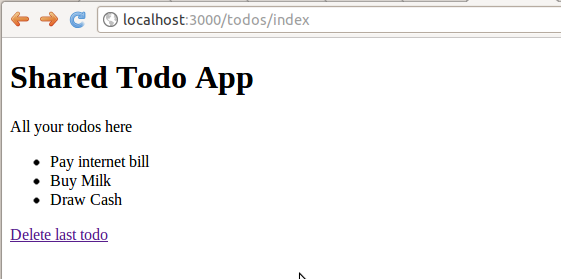 localhost:3000/todos/index
Shared Todo App
All your todos here
Pay internet bill
Buy Milk
Draw Cash
Delete last todo